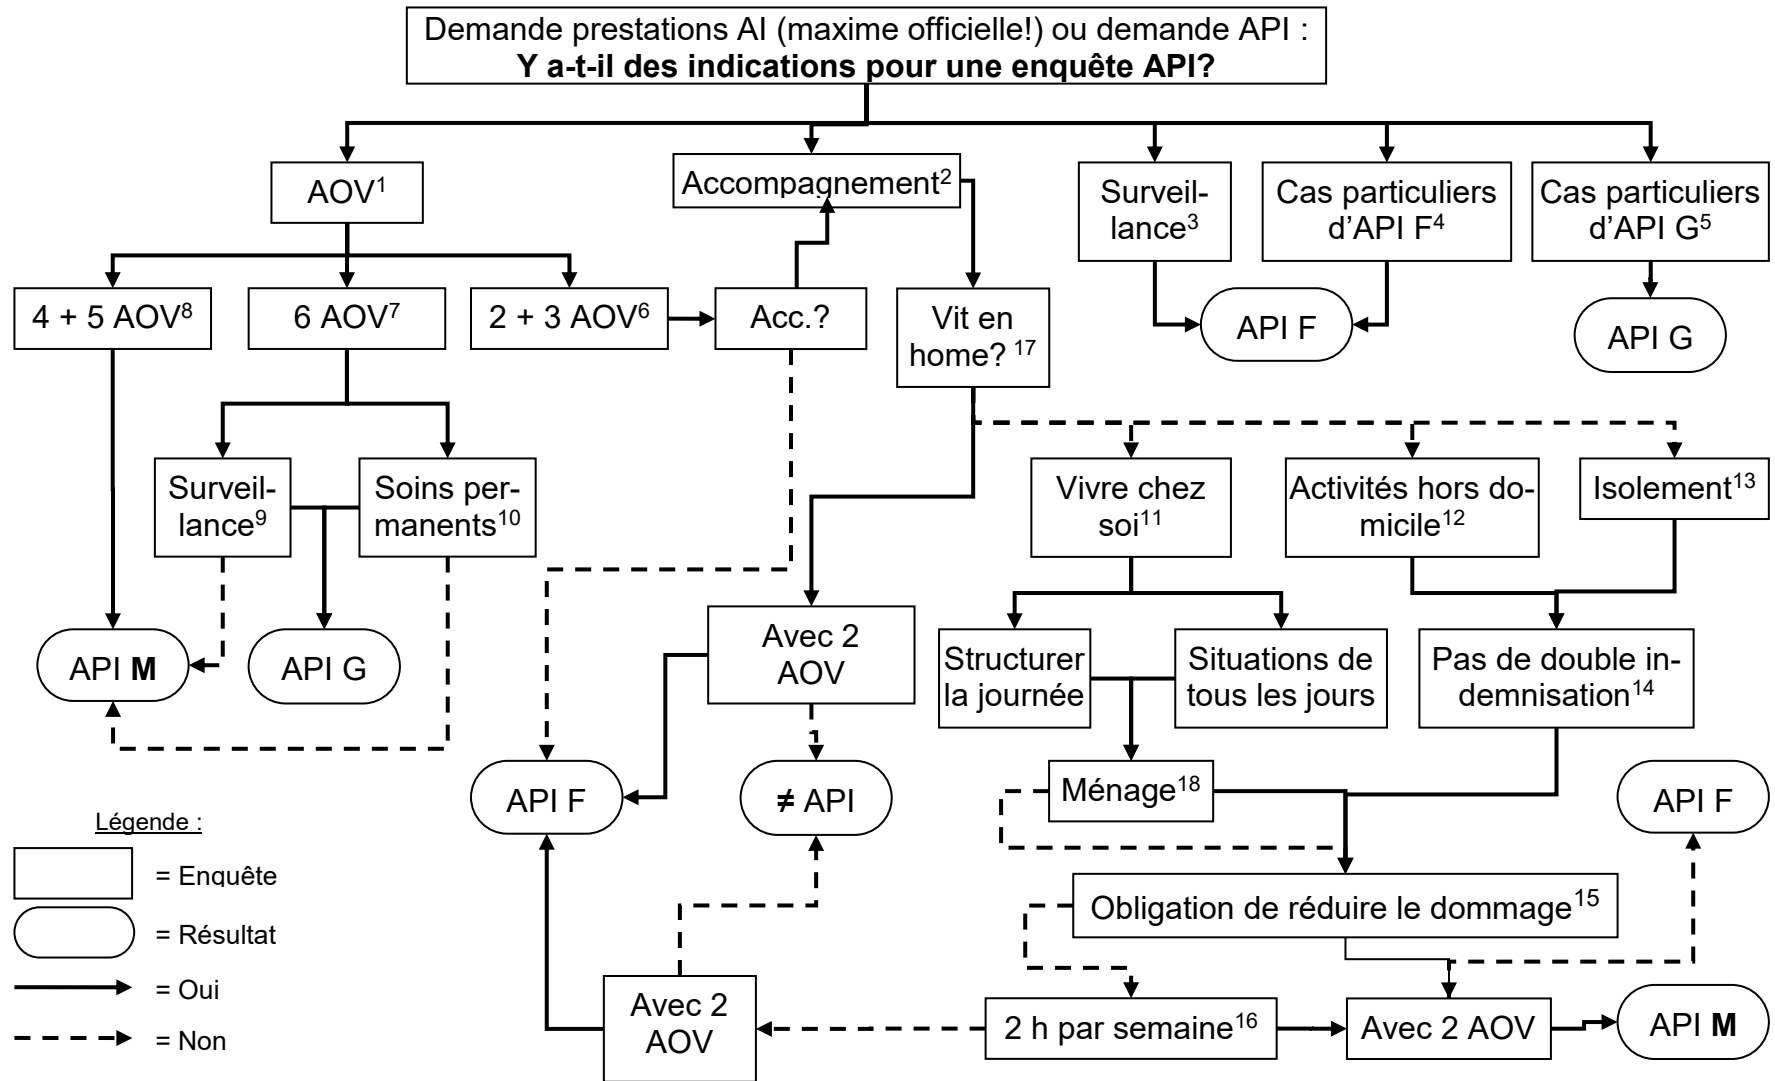 Demande prestations AI (maxime officielle!) ou demande API :
Y a-t-il des indications pour une enquête API?
AOV1
Accompagnement2
Surveil-
lance3
Cas particuliers
d’API F4
Cas particuliers
d’API G5
4 + 5 AOV8
6 AOV7
2 + 3 AOV6
Acc.?
Vit en
home? 17
API F
API G
Surveil-
lance9
Soins per-
manents10
Vivre chez
soi11
Activités hors do-
micile12
Isolement13
API M
API G
Avec 2
AOV
Structurer
la journée
Situations de
tous les jours
Pas de double in-
demnisation14
API F
≠ API
Ménage18
API F
Légende :
= Enquête
= Résultat
= Oui
= Non
Obligation de réduire le dommage15
Avec 2
AOV
2 h par semaine16
Avec 2 AOV
API M